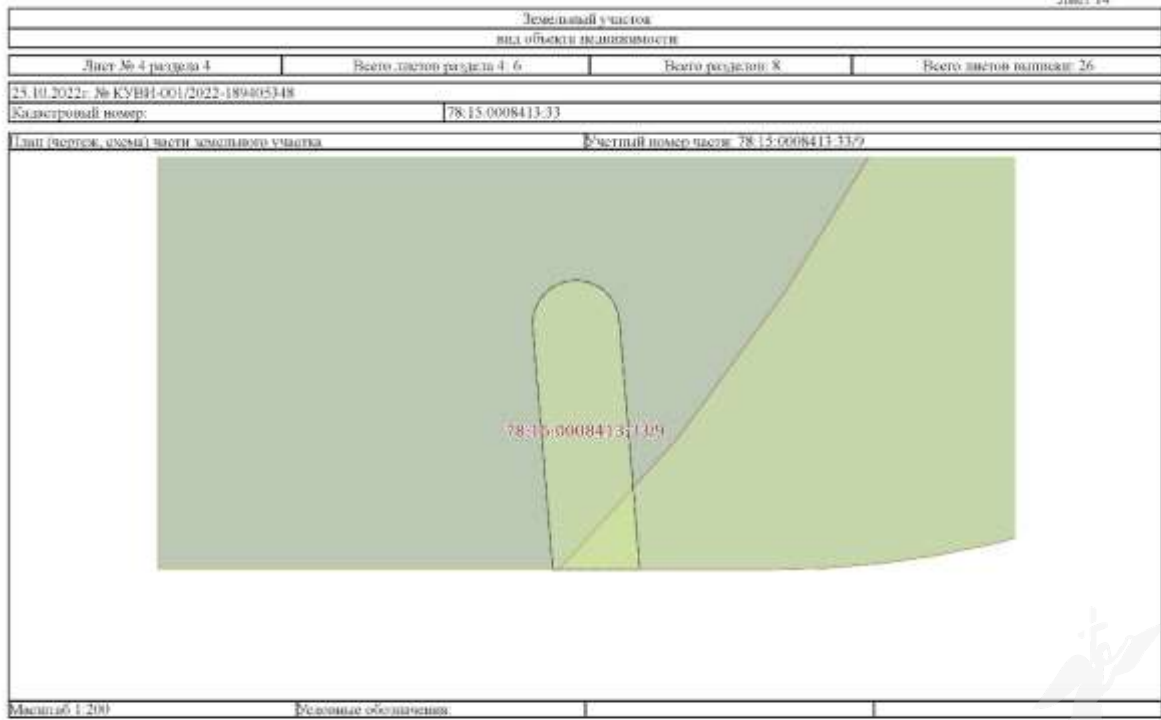 Лист 14
Земельный участок
вид объекта недвижимости
Лист № 4 раздела 4 Всего листов раздела 4: 6 Всего разделов: 8 Всего листов выписки: 26
25.10.2022г. № КУВИ-001/2022-189405348
Кадастровый номер: 78:15:0008413:33
План (чертеж, схема) части земельного участка Учетный номер части: 78:15:0008413:33/9
78:15:0008413:33/9
Масштаб 1:200 Условные обозначения: